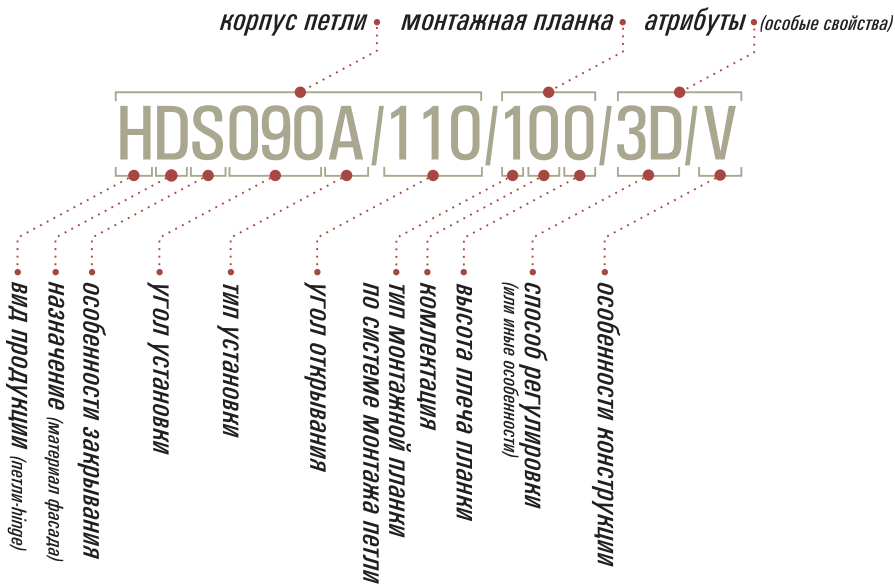 корпус петли
монтажная планка
атрибуты (особые свойства)
HDS090A/110/100/3D/V
вид продукции (петли-hinge)
назначение (материал фасада)
особенности закрывания
угол установки
тип установки
угол открывания
тип монтажной планки
по системе монтажа петли
комлектация
высота плеча планки
способ регулировки
(или иные особенности)
особенности конструкции